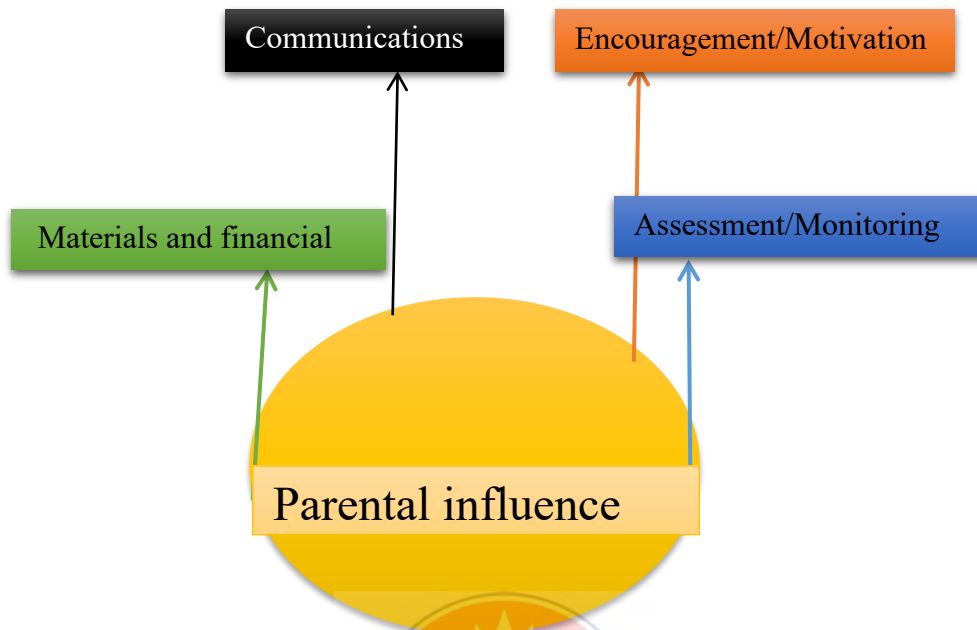 Communications
Encouragement/Motivation
Materials and financial
Assessment/Monitoring
Parental influence